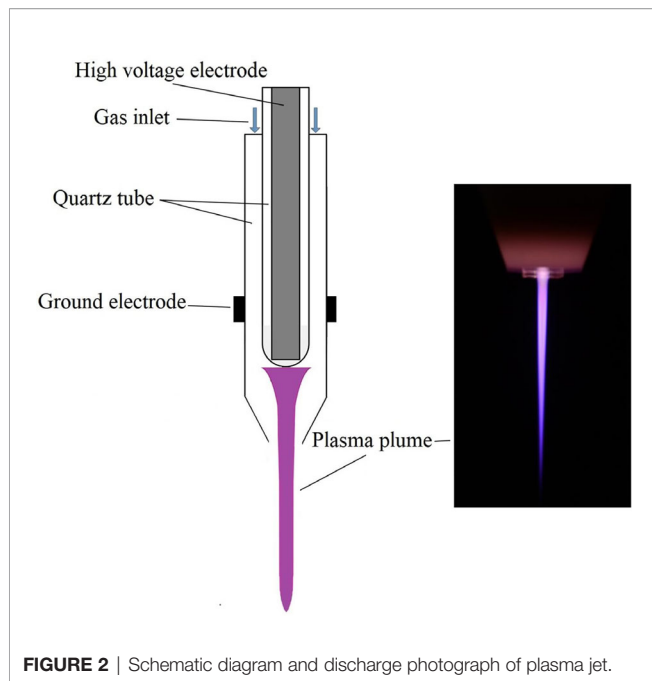 High voltage electrode
Gas inlet
Quartz tube
Ground electrode
Plasma plume
FIGURE 2 | Schematic diagram and discharge photograph of plasma jet.